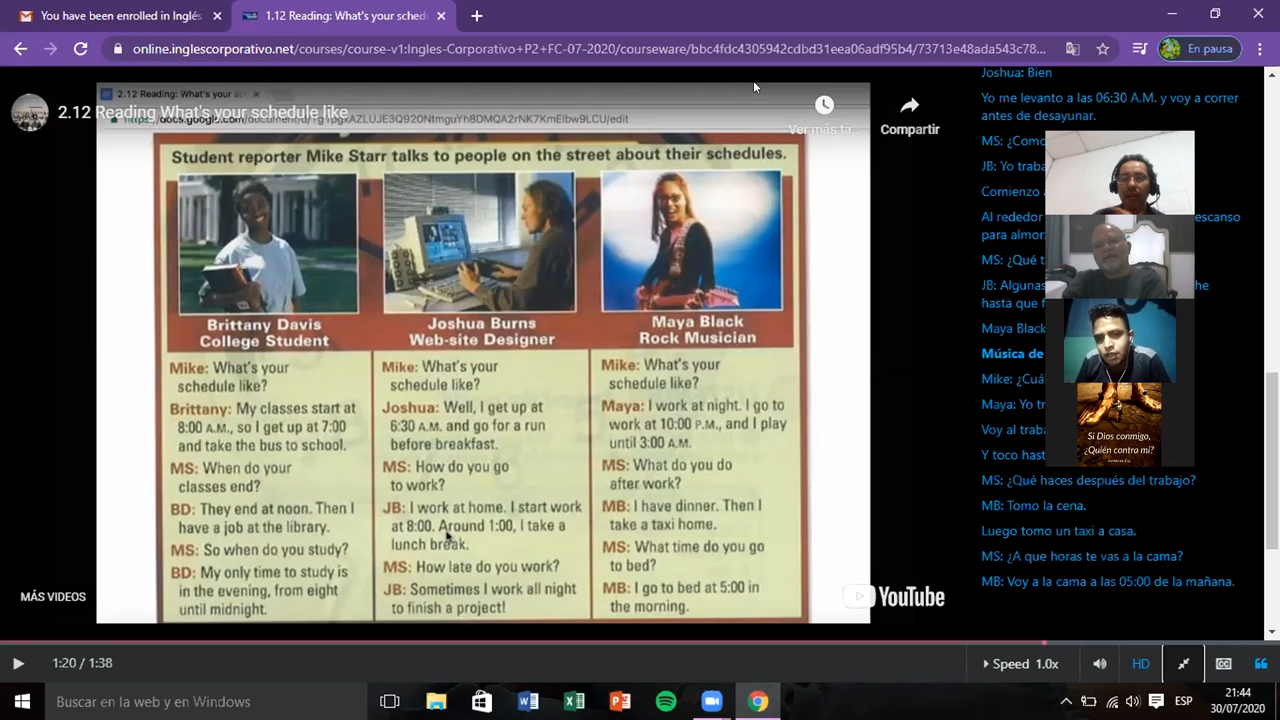 You have been enrolled in Inglés
1.12 Reading: What's your sched
online.inglescorporativo.net/courses/course-v1:Ingles-Corporativo+P2+FC-07-2020/courseware/bbc4fdc4305942cdbd31eea06adf95b4/73713e48ada543c78...
En pausa
2.12 Reading: What's your
2.12 Reading What's your schedule like
Ver más ta...
Compartir
Student reporter Mike Starr talks to people on the street about their schedules.
Brittany Davis
College Student
Mike: What's your
schedule like?
Brittany: My classes start at
8:00 A.M., so I get up at 7:00
and take the bus to school.
MS: When do your
classes end?
BD: They end at noon. Then I
have a job at the library.
MS: So when do you study?
BD: My only time to study is
in the evening, from eight
until midnight.
Joshua Burns
Web-site Designer
Mike: What's your
schedule like?
Joshua: Well, I get up at
6:30 A.M. and go for a run
before breakfast.
MS: How do you go
to work?
JB: I work at home. I start work
at 8:00. Around 1:00, I take a
lunch break.
MS: How late do you work?
JB: Sometimes I work all night
to finish a project!
Maya Black
Rock Musician
Mike: What's your
schedule like?
Maya: I work at night. I go to
work at 10:00 P.M., and I play
until 3:00 A.M.
MS: What do you do
after work?
MB: I have dinner. Then I
take a taxi home.
MS: What time do you go
to bed?
MB: I go to bed at 5:00 in
the morning.
MÁS VIDEOS
YouTube
Joshua: Bien
Yo me levanto a las 06:30 A.M. y voy a correr
antes de desayunar.
MS: ¿Como
JB: Yo traba
Comienzo a
Al rededor escanso
para almor
MS: ¿Qué t
JB: Algunas he
hasta que f
Maya Black
Música de
Mike: ¿Cuá
Maya: Yo tr
Voy al traba
Y toco hast
MS: ¿Qué haces después del trabajo?
MB: Tomo la cena.
Luego tomo un taxi a casa.
MS: ¿A que horas te vas a la cama?
MB: Voy a la cama a las 05:00 de la mañana.
Si Dios conmigo,
¿Quién contra mi?
1:20 / 1:38
Speed 1.0x
HD
Buscar en la web y en Windows
ESP
21:44
30/07/2020